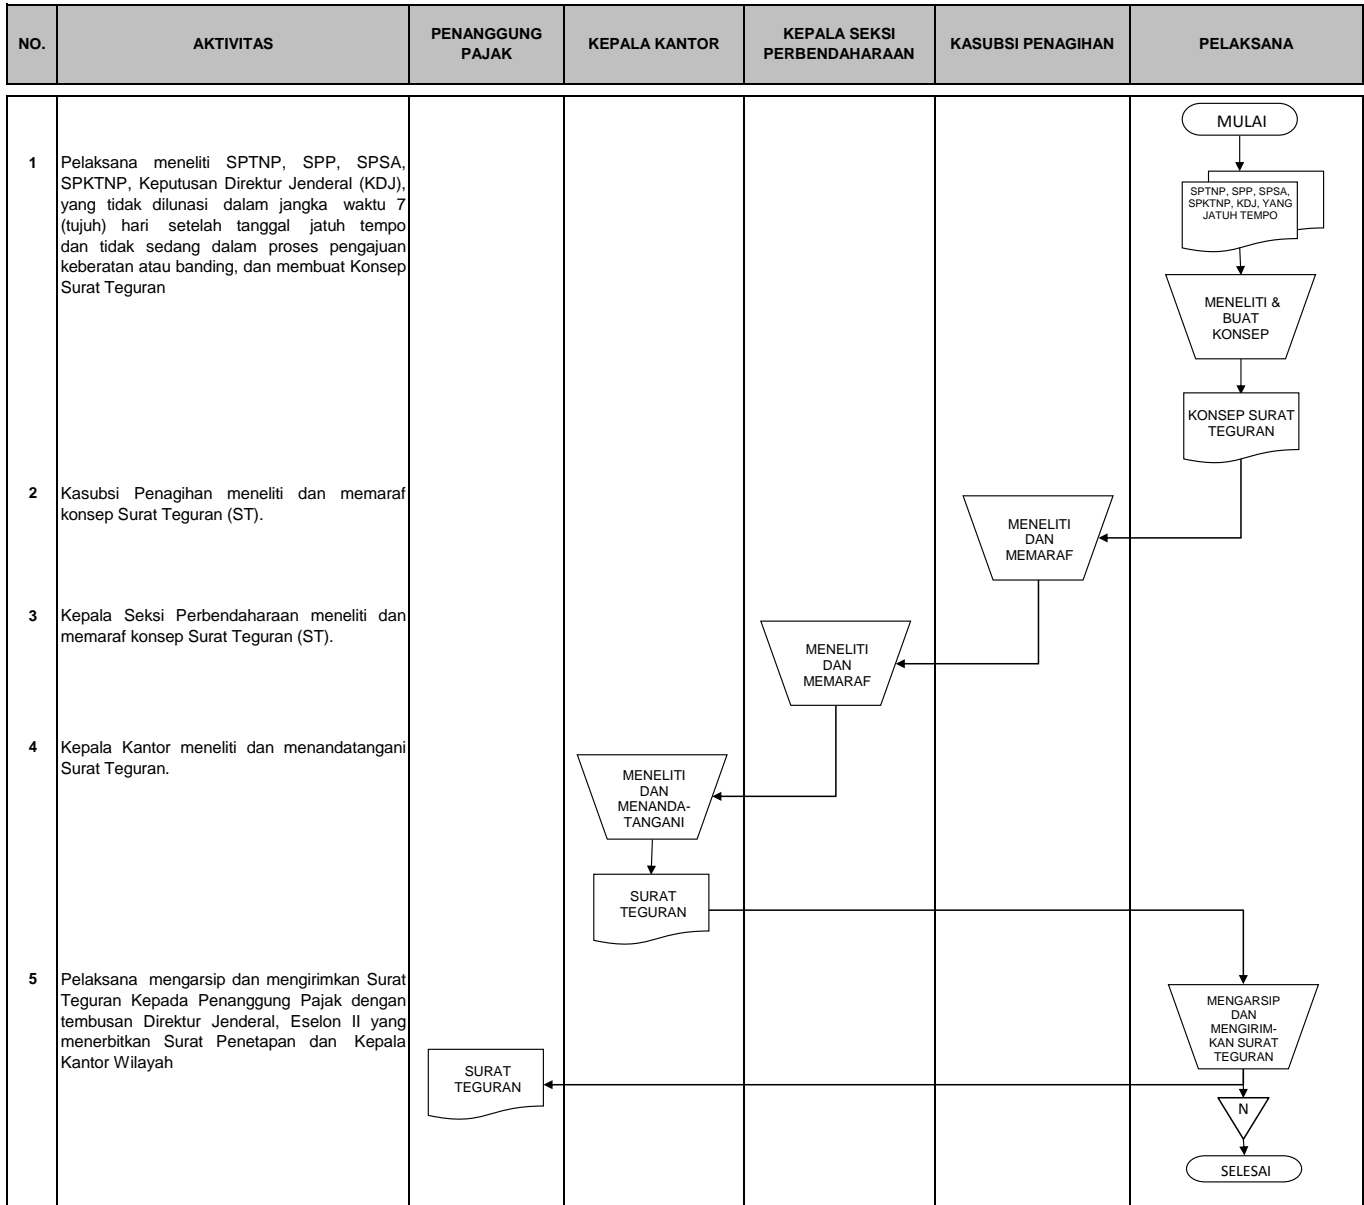 NO.
AKTIVITAS
PENANGGUNG
PAJAK
KEPALA KANTOR
KEPALA SEKSI
PERBENDAHARAAN
KASUBSI PENAGIHAN
PELAKSANA
MULAI
1
Pelaksana meneliti SPTNP, SPP, SPSA,
SPKTNP, Keputusan Direktur Jenderal (KDJ),
yang tidak dilunasi dalam jangka waktu 7
(tujuh) hari setelah tanggal jatuh tempo
dan tidak sedang dalam proses pengajuan
keberatan atau banding, dan membuat Konsep
Surat Teguran
SPTNP, SPP, SPSA,
SPKTNP, KDJ, YANG
JATUH TEMPO
MENELITI &
BUAT
KONSEP
KONSEP SURAT
TEGURAN
2
Kasubsi Penagihan meneliti dan memaraf
konsep Surat Teguran (ST).
MENELITI
DAN
MEMARAF
3
Kepala Seksi Perbendaharaan meneliti dan
memaraf konsep Surat Teguran (ST).
MENELITI
DAN
MEMARAF
4
Kepala Kantor meneliti dan menandatangani
Surat Teguran.
MENELITI
DAN
MENANDA-
TANGANI
SURAT
TEGURAN
5
Pelaksana mengarsip dan mengirimkan Surat
Teguran Kepada Penanggung Pajak dengan
tembusan Direktur Jenderal, Eselon II yang
menerbitkan Surat Penetapan dan Kepala
Kantor Wilayah
MENGARSIP
DAN
MENGIRIM-
KAN SURAT
TEGURAN
SURAT
TEGURAN
N
SELESAI